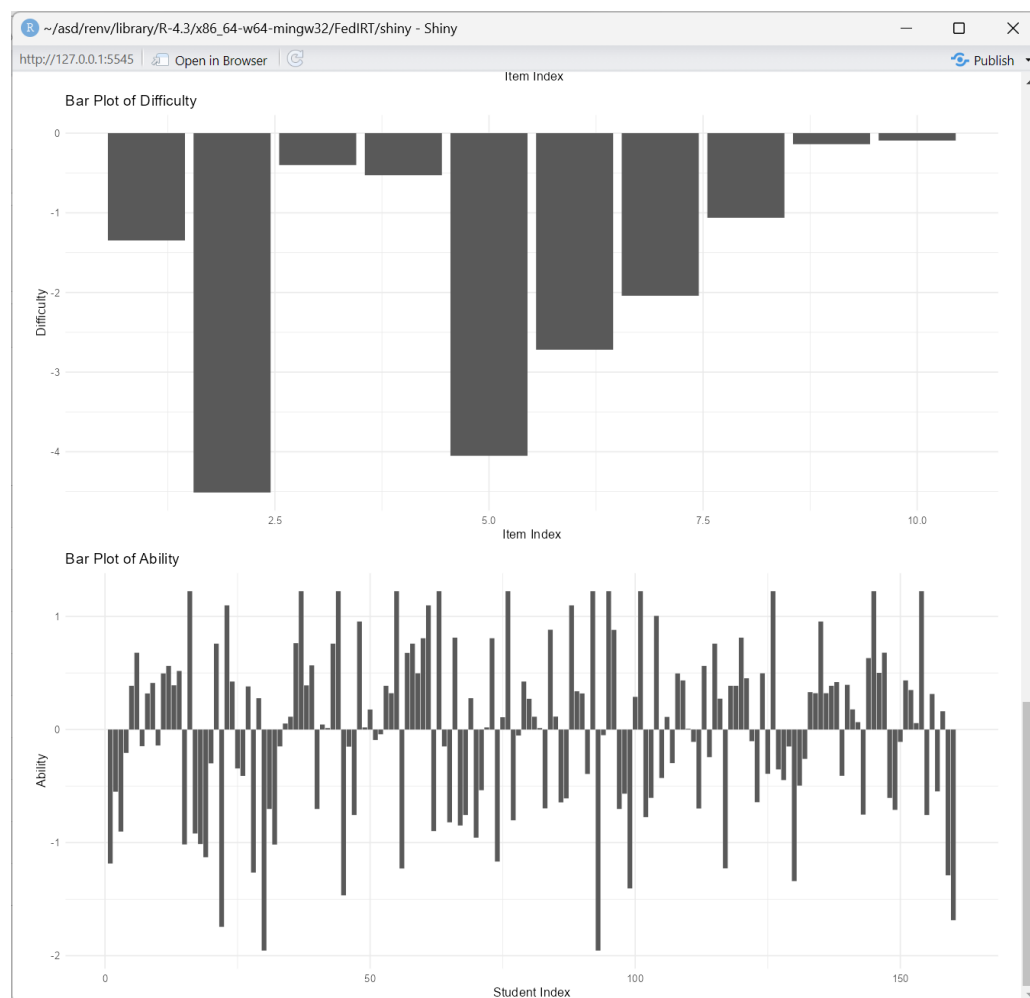 R ~/asd/renv/library/R-4.3/x86_64-w64-mingw32/FedIRT/shiny - Shiny
http://127.0.0.1:5545 Open in Browser Publish
Item Index
Bar Plot of Difficulty
0
-1
-2
-3
-4
Difficulty
2.5 5.0 7.5 10.0
Item Index
Bar Plot of Ability
1
0
-1
-2
Ability
0 50 100 150
Student Index